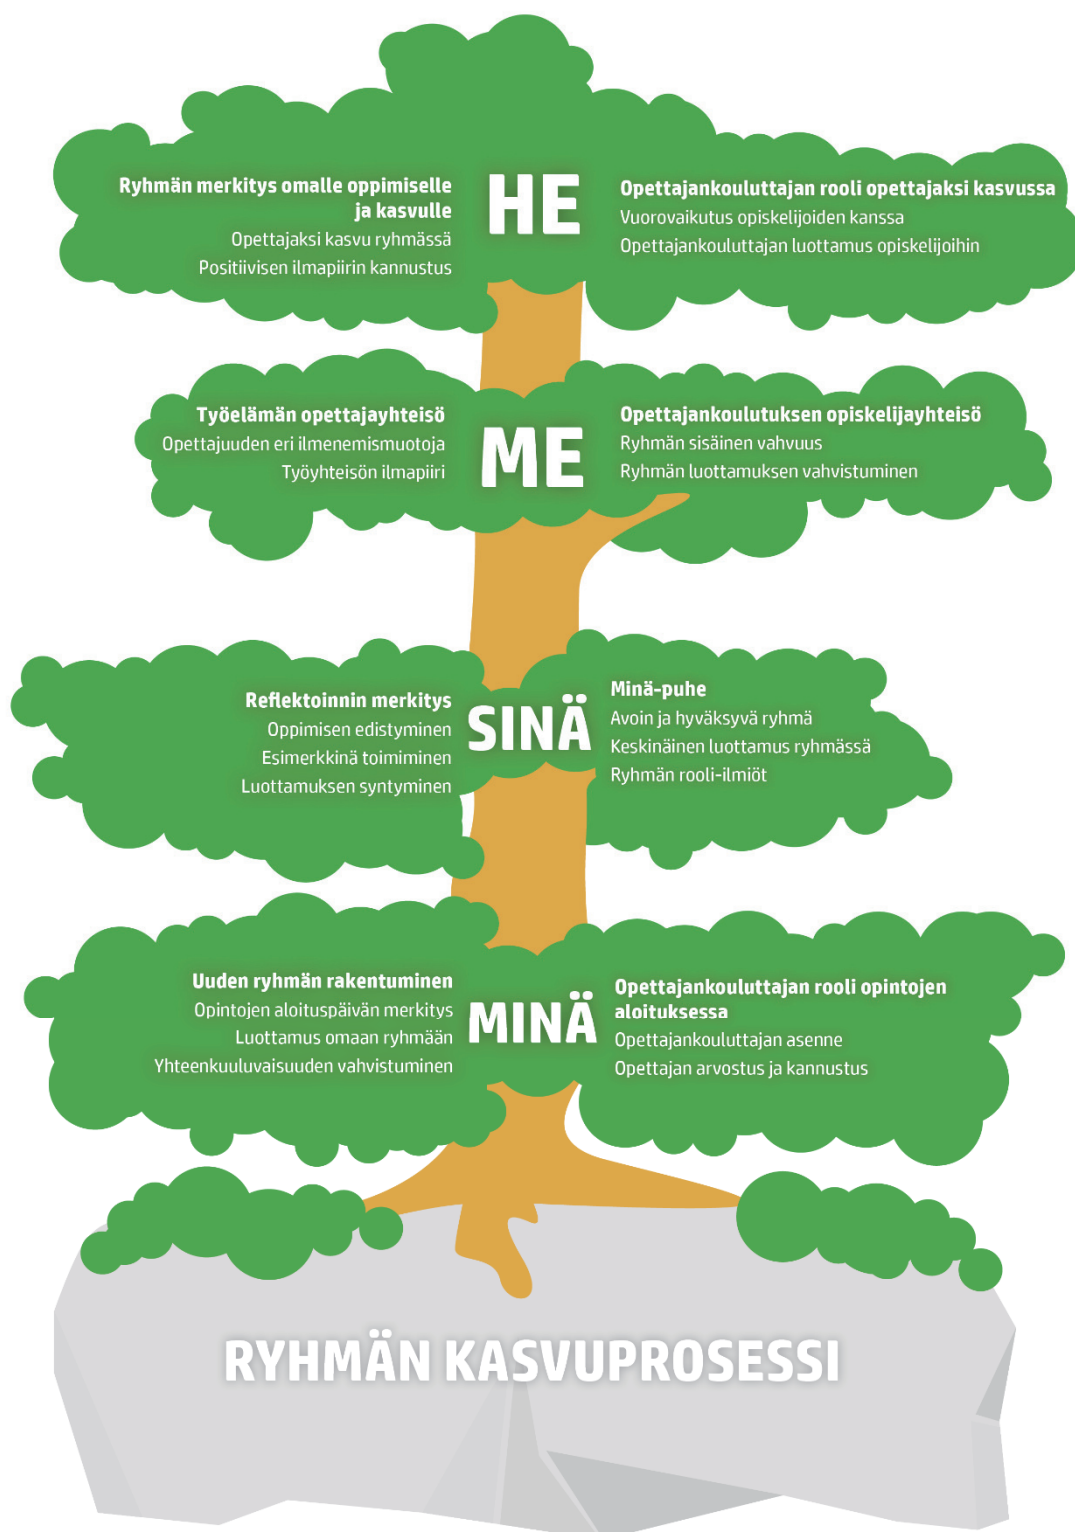 Ryhmän merkitys omalle oppimiselle
ja kasvulle
Opettajaksi kasvu ryhmässä
Positiivisen ilmapiirin kannustus
HE
Opettajankouluttajan rooli opettajaksi kasvussa
Vuorovaikutus opiskelijoiden kanssa
Opettajankouluttajan luottamus opiskelijoihin
Työelämän opettajayhteisö
Opettajuuden eri ilmenemismuotoja
Työyhteisön ilmapiiri
ME
Opettajankoulutuksen opiskelijayhteisö
Ryhmän sisäinen vahvuus
Ryhmän luottamuksen vahvistuminen
Reflektoinnin merkitys
Oppimisen edistyminen
Esimerkkinä toimiminen
Luottamuksen syntyminen
SINÄ
Minä-puhe
Avoin ja hyväksyvä ryhmä
Keskinäinen luottamus ryhmässä
Ryhmän rooli-ilmiöt
Uuden ryhmän rakentuminen
Opintojen aloituspäivän merkitys
Luottamus omaan ryhmään
Yhteenkuuluvaisuuden vahvistuminen
MINÄ
Opettajankouluttajan rooli opintojen
aloituksessa
Opettajankouluttajan asenne
Opettajan arvostus ja kannustus
RYHMÄN KASVUPROSESSI